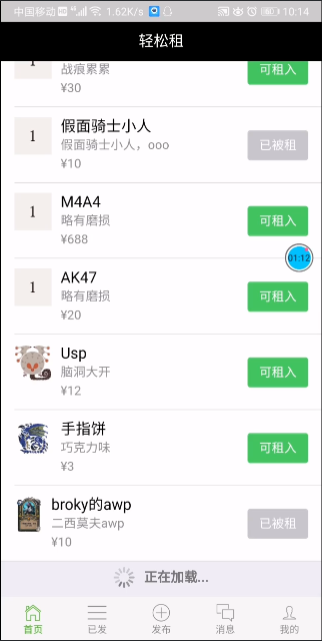 中国移动 HD 4G 1.62K/s 10:14
轻松租
1
战痕累累
¥30
可租入
1
假面骑士小人
假面骑士小人，ooo
¥10
已被租
1
M4A4
略有磨损
¥688
可租入
01:12
1
AK47
略有磨损
¥20
可租入
Usp
脑洞大开
¥12
可租入
手指饼
巧克力味
¥3
可租入
broky的awp
二西莫夫awp
¥10
已被租
正在加载...
首页 已发 发布 消息 我的